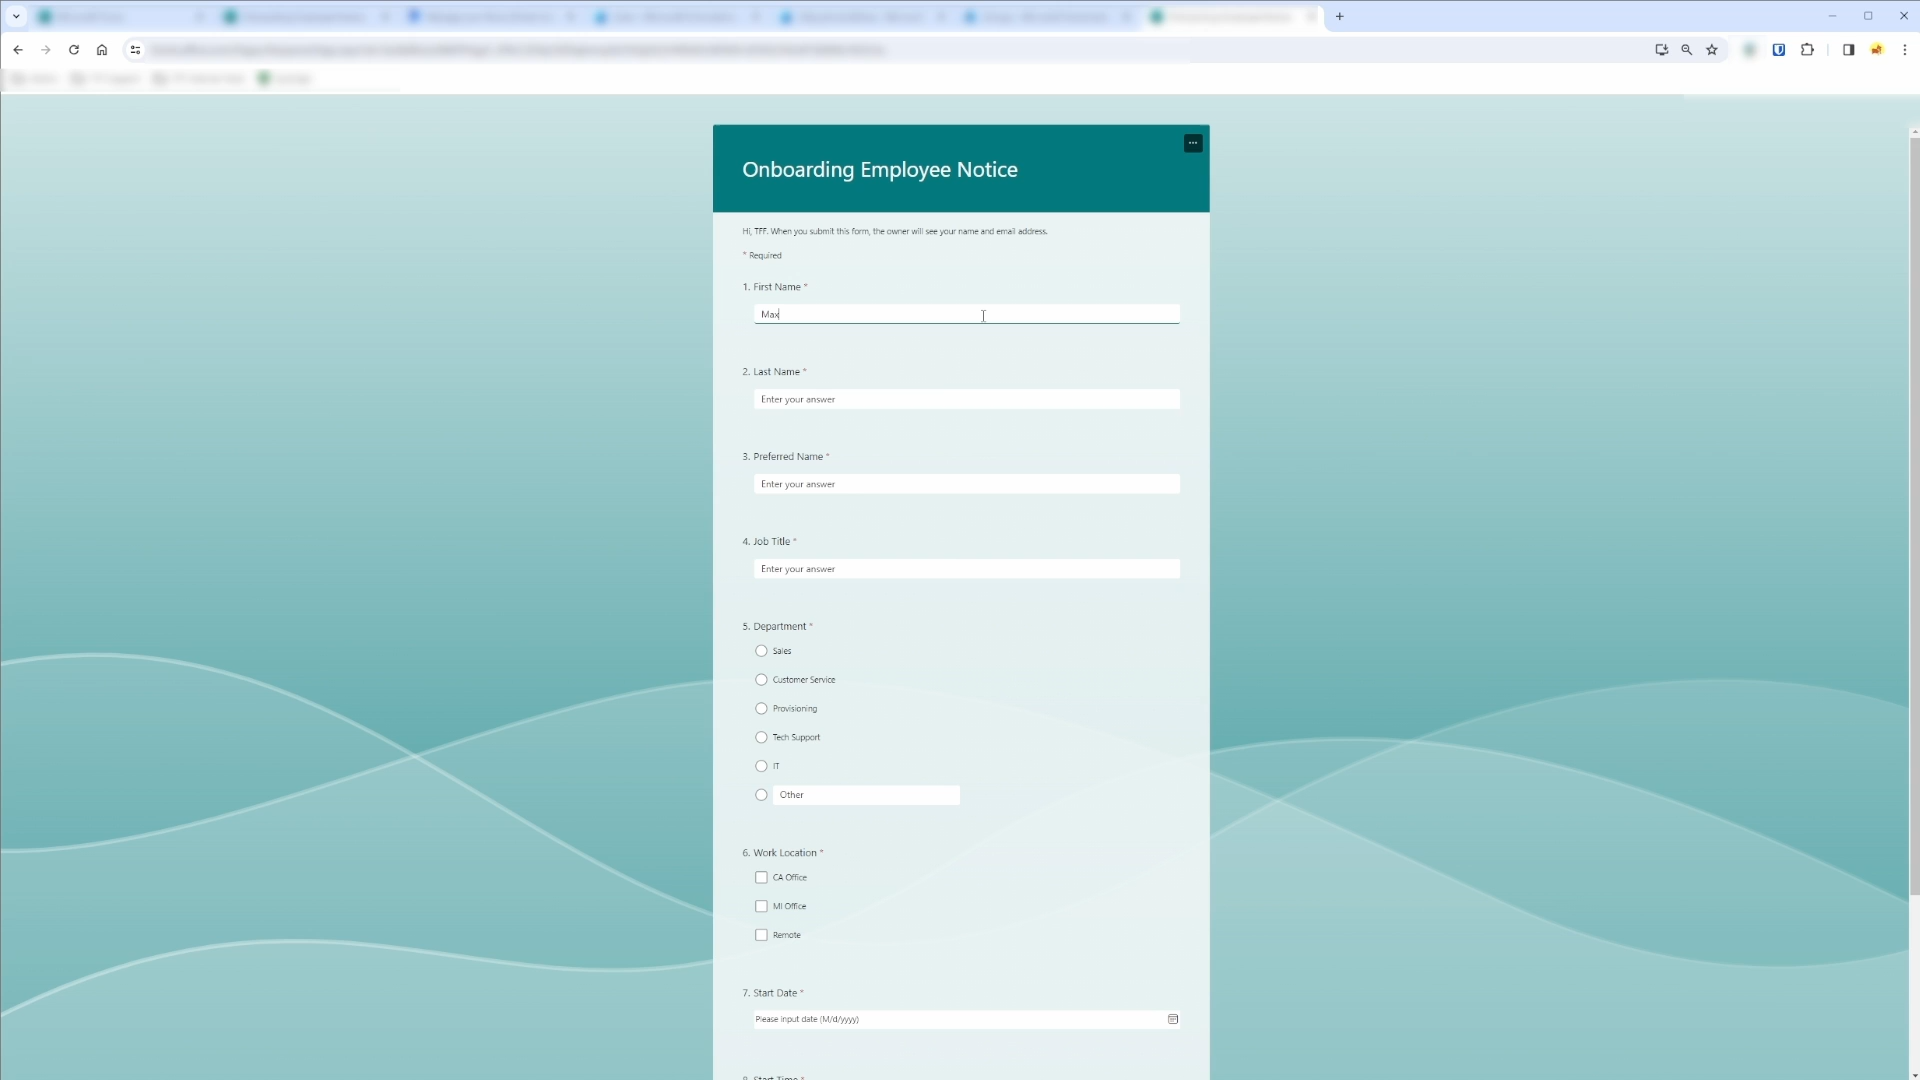 Onboarding Employee Notice
Hi, TFF. When you submit this form, the owner will see your name and email address.
* Required
1. First Name *
Max
2. Last Name *
Enter your answer
3. Preferred Name *
Enter your answer
4. Job Title *
Enter your answer
5. Department *
Sales
Customer Service
Provisioning
Tech Support
IT
Other
6. Work Location *
CA Office
MI Office
Remote
7. Start Date *
Please input date (M/d/yyyy)
8. Start Time *